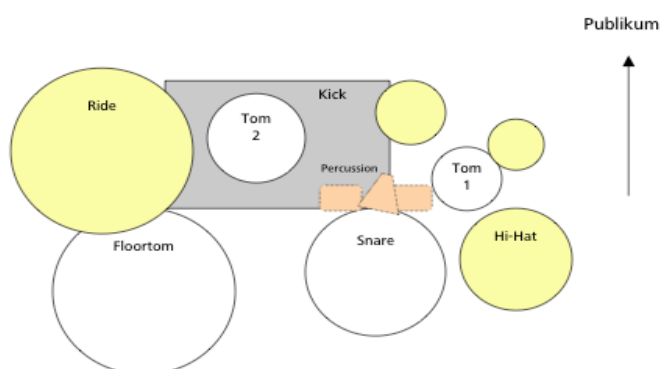 Publikum
Kick
Ride
Tom
2
Percussion
Tom
1
Hi-Hat
Snare
Floortom